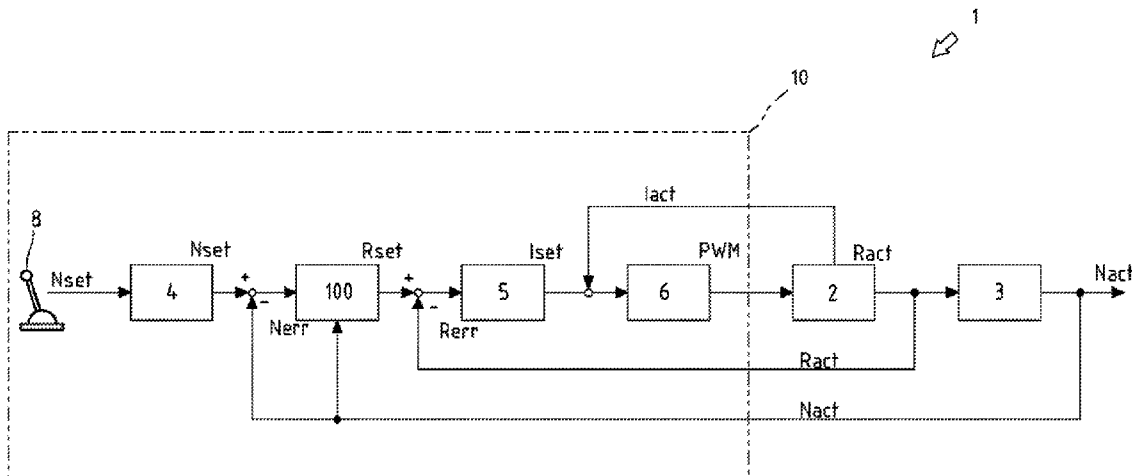 1
10
Iact
8
Nset
Nset
Rset
Iset
PWM
Ract
Nact
+
+
4
100
5
6
2
3
-
-
Nerr
Rerr
Ract
Nact